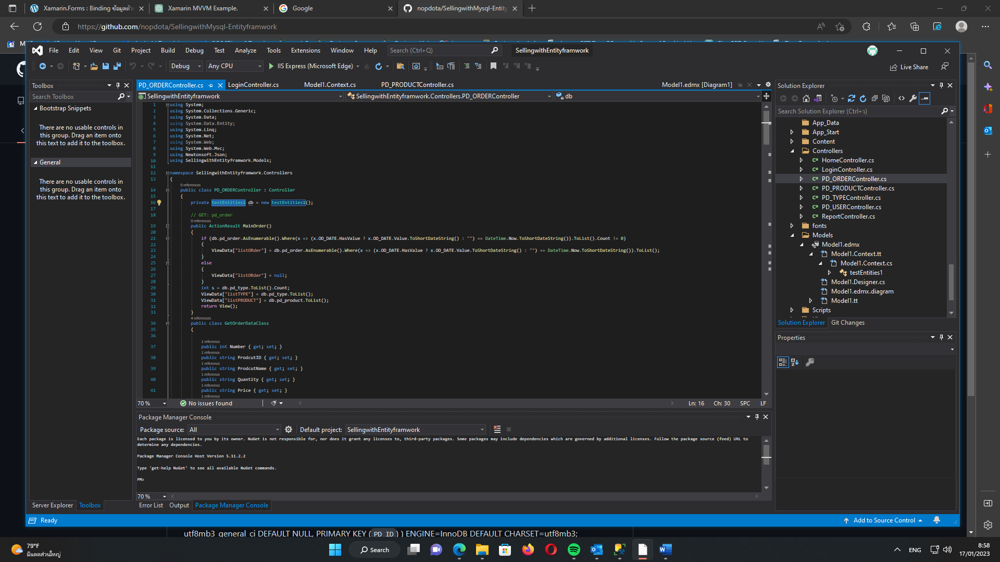 Xamarin.Forms : Binding ข้อมูลด้วย
Xamarin MVVM Example.
Google
nopdota/SellingwithMysql-Entity
https://github.com/nopdota/SellingwithMysql-Entityframwork
File Edit View Git Project Build Debug Test Analyze Tools Extensions Window Help Search (Ctrl+Q) SellingwithEntityframwork
Debug Any CPU IIS Express (Microsoft Edge) Live Share
Toolbox
Search Toolbox
Bootstrap Snippets
There are no usable controls in
this group. Drag an item onto
this text to add it to the toolbox.
General
There are no usable controls in
this group. Drag an item onto
this text to add it to the toolbox.
Server Explorer Toolbox
PD_ORDERController.cs LoginController.cs Model1.Context.cs PD_PRODUCTController.cs Model1.edmx [Diagram1]
SellingwithEntityframwork SellingwithEntityframwork.Controllers.PD_ORDERController db
1 using System;
2 using System.Collections.Generic;
3 using System.Data;
4 using System.Data.Entity;
5 using System.Linq;
6 using System.Net;
7 using System.Web;
8 using System.Web.Mvc;
9 using Newtonsoft.Json;
10 using SellingwithEntityframwork.Models;
11
12 namespace SellingwithEntityframwork.Controllers
13 {
0 references
14 public class PD_ORDERController : Controller
15 {
16 private testEntities1 db = new testEntities1();
17
18 // GET: pd_order
0 references
19 public ActionResult MainOrder()
20 {
21 if (db.pd_order.AsEnumerable().Where(x => (x.OD_DATE.HasValue ? x.OD_DATE.Value.ToShortDateString() : "") == DateTime.Now.ToShortDateString()).ToList().Count != 0)
22 {
23 ViewData["listORder"] = db.pd_order.AsEnumerable().Where(x => (x.OD_DATE.HasValue ? x.OD_DATE.Value.ToShortDateString() : "") == DateTime.Now.ToShortDateString()).ToList();
24 }
25 else
26 {
27 ViewData["listORder"] = null;
28 }
29 int s = db.pd_type.ToList().Count;
30 ViewData["listTYPE"] = db.pd_type.ToList();
31 ViewData["listPRODUCT"] = db.pd_product.ToList();
32 return View();
33 }
4 references
34 public class GetOrderDataClass
35 {
36
1 reference
37 public int Number { get; set; }
1 reference
38 public string ProdcutID { get; set; }
1 reference
39 public string ProdcutName { get; set; }
1 reference
40 public string Quantity { get; set; }
1 reference
41 public string Price { get; set; }
1 reference
70 % No issues found Ln: 16 Ch: 30 SPC LF
Package Manager Console
Package source: All Default project: SellingwithEntityframwork
Each package is licensed to you by its owner. NuGet is not responsible for, nor does it grant any licenses to, third-party packages. Some packages may include dependencies which are governed by additional licenses. Follow the package source (feed) URL to
determine any dependencies.
Package Manager Console Host Version 5.11.2.2
Type 'get-help NuGet' to see all available NuGet commands.
PM>
70 %
Error List Output Package Manager Console
Solution Explorer
Search Solution Explorer (Ctrl+ว)
App_Data
App_Start
Content
Controllers
C# HomeController.cs
C# LoginController.cs
C# PD_ORDERController.cs
C# PD_PRODUCTController.cs
C# PD_TYPEController.cs
C# PD_USERController.cs
C# ReportController.cs
fonts
Models
Model1.edmx
Model1.Context.tt
Model1.Context.cs
testEntities1
Model1.Designer.cs
Model1.edmx.diagram
Model1.tt
Scripts
Solution Explorer Git Changes
Properties
Ready Add to Source Control
utf8mb3_general_ci DEFAULT NULL, PRIMARY KEY (PD_ID) ) ENGINE=InnoDB DEFAULT CHARSET=utf8mb3;
79°F
มีแดดส่วนใหญ่
Search
ENG
8:58
17/01/2023